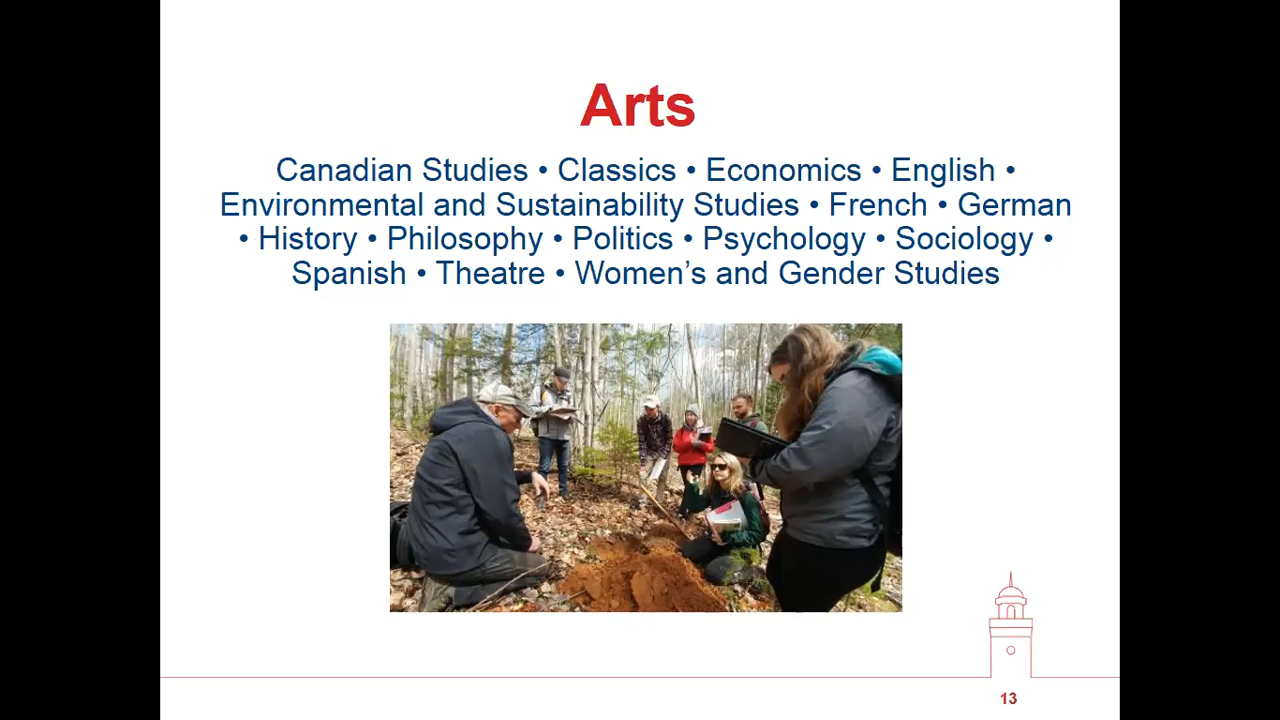 Arts
Canadian Studies • Classics • Economics • English •
Environmental and Sustainability Studies • French • German
• History • Philosophy • Politics • Psychology • Sociology •
Spanish • Theatre • Women’s and Gender Studies
13